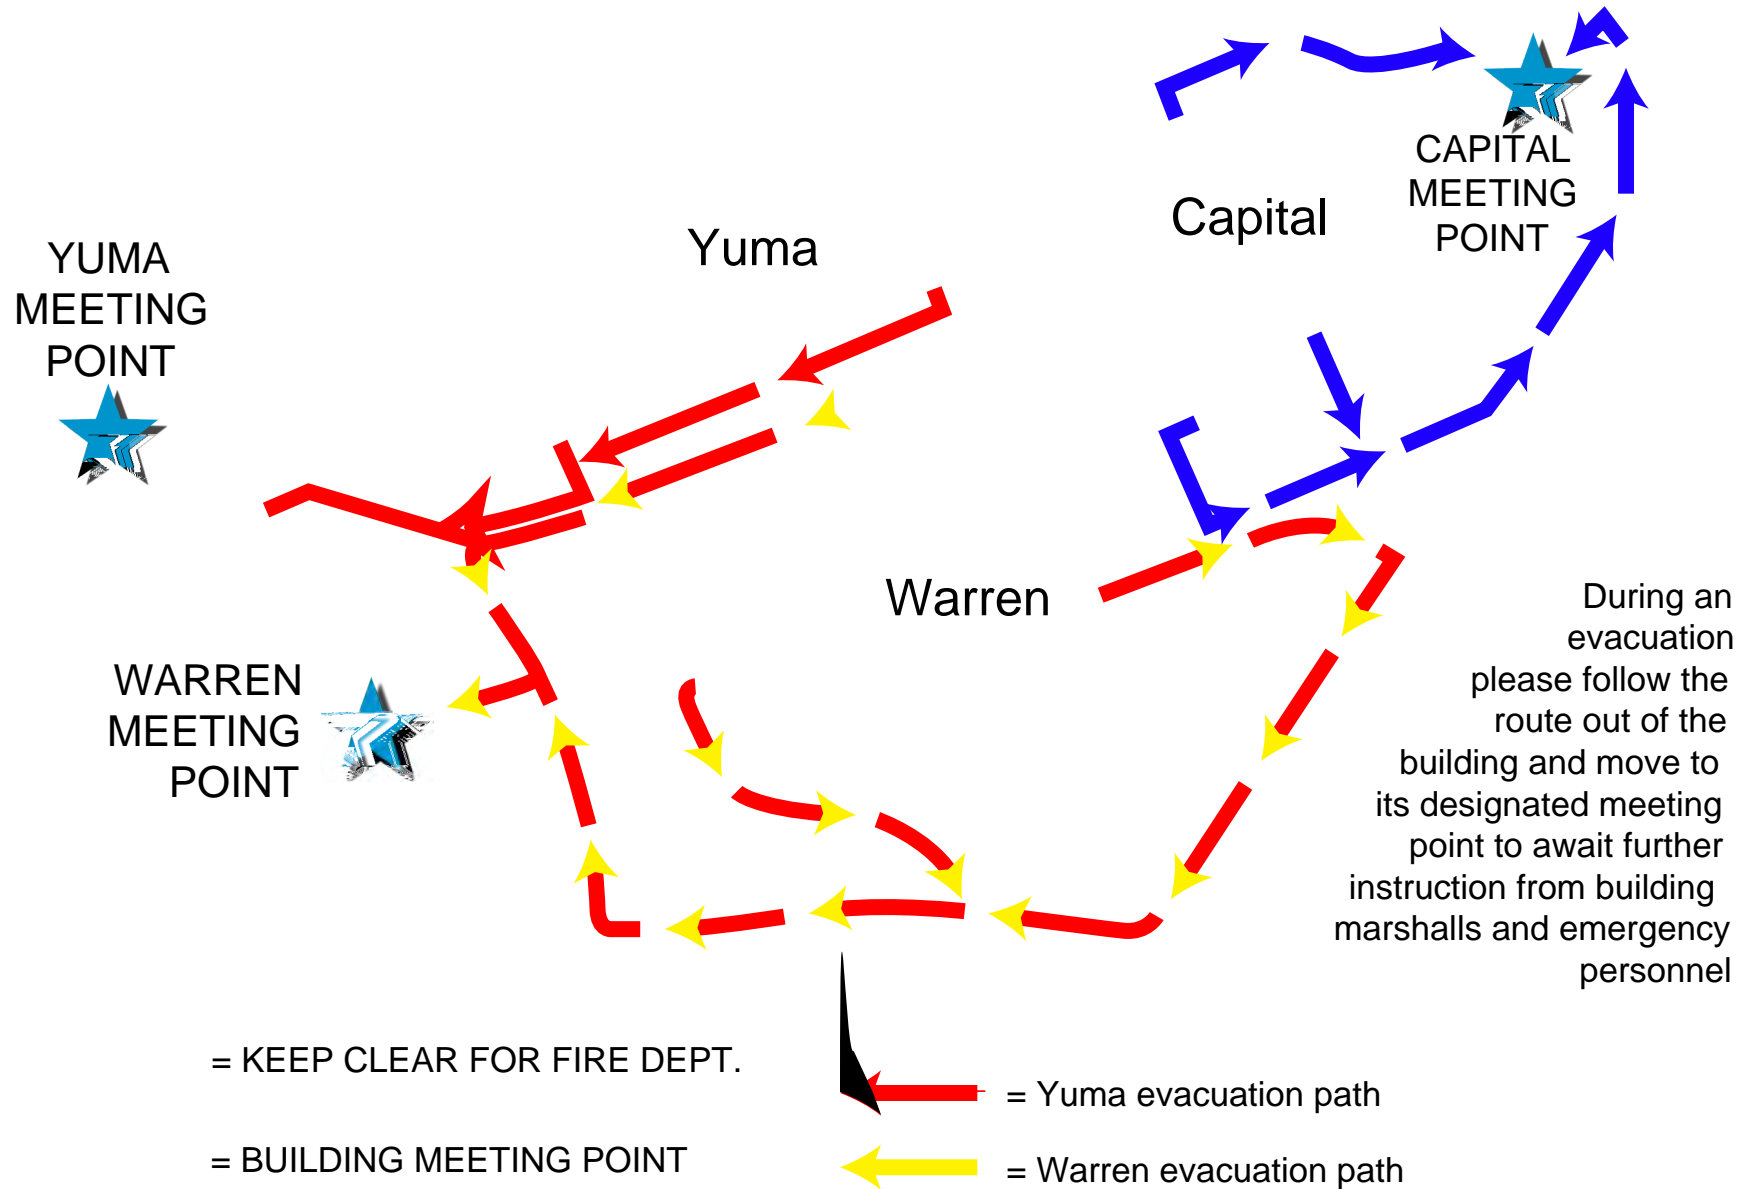 CAPITAL
MEETING
POINT
Capital
Yuma
YUMA
MEETING
POINT
Warren
WARREN
MEETING
POINT
During an
evacuation
please follow the
route out of the
building and move to
its designated meeting
point to await further
instruction from building
marshalls and emergency
personnel
= KEEP CLEAR FOR FIRE DEPT.
= BUILDING MEETING POINT
= Yuma evacuation path
= Warren evacuation path